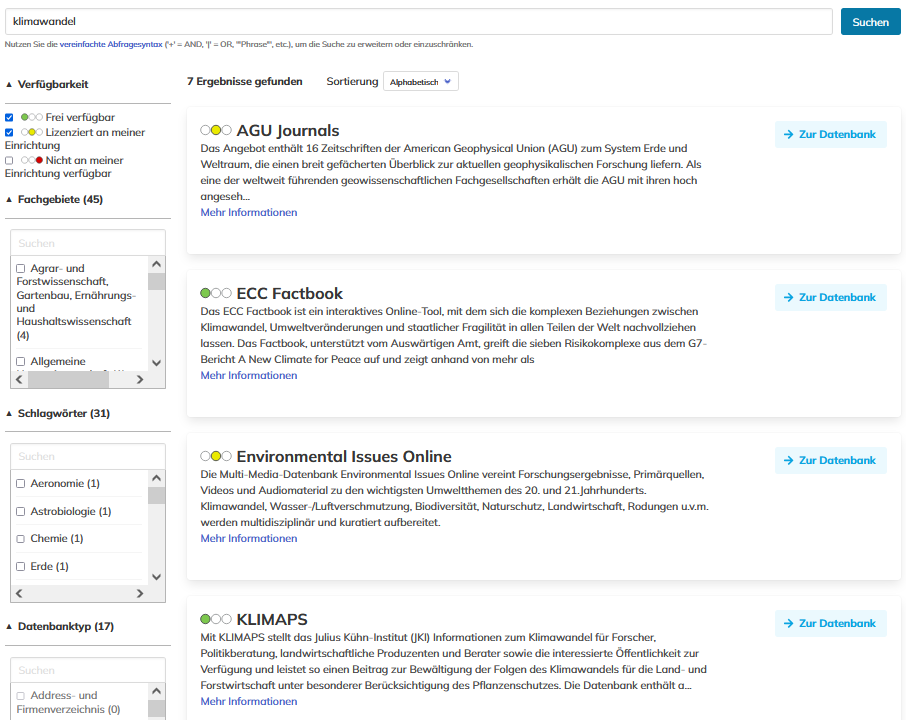 klimawandel
Suchen
Nutzen Sie die vereinfachte Abfragesyntax ('+' = AND, '|' = OR, '"Phrase"', etc.), um die Suche zu erweitern oder einzuschränken.
▲ Verfügbarkeit
Frei verfügbar
Lizenziert an meiner
Einrichtung
Nicht an meiner
Einrichtung verfügbar
▲ Fachgebiete (45)
Suchen
Agrar- und
Forstwissenschaft,
Gartenbau, Ernährungs-
und
Haushaltswissenschaft
(4)
Allgemeine
▲ Schlagwörter (31)
Suchen
Aeronomie (1)
Astrobiologie (1)
Chemie (1)
Erde (1)
▲ Datenbanktyp (17)
Suchen
Address- und
Firmenverzeichnis (0)
7 Ergebnisse gefunden
Sortierung
Alphabetisch
AGU Journals
→ Zur Datenbank
Das Angebot enthält 16 Zeitschriften der American Geophysical Union (AGU) zum System Erde und
Weltraum, die einen breit gefächerten Überblick zur aktuellen geophysikalischen Forschung liefern. Als
eine der weltweit führenden geowissenschaftlichen Fachgesellschaften erhält die AGU mit ihren hoch
angeseh...
Mehr Informationen
ECC Factbook
→ Zur Datenbank
Das ECC Factbook ist ein interaktives Online-Tool, mit dem sich die komplexen Beziehungen zwischen
Klimawandel, Umweltveränderungen und staatlicher Fragilität in allen Teilen der Welt nachvollziehen
lassen. Das Factbook, unterstützt vom Auswärtigen Amt, greift die sieben Risikokomplexe aus dem G7-
Bericht A New Climate for Peace auf und zeigt anhand von mehr als
Mehr Informationen
Environmental Issues Online
→ Zur Datenbank
Die Multi-Media-Datenbank Environmental Issues Online vereint Forschungsergebnisse, Primärquellen,
Videos und Audiomaterial zu den wichtigsten Umweltthemen des 20. und 21.Jahrhunderts.
Klimawandel, Wasser-/Luftverschmutzung, Biodiversität, Naturschutz, Landwirtschaft, Rodungen u.v.m.
werden multidisziplinär und kuratiert aufbereitet.
Mehr Informationen
KLIMAPS
→ Zur Datenbank
Mit KLIMAPS stellt das Julius Kühn-Institut (JKI) Informationen zum Klimawandel für Forscher,
Politikberatung, landwirtschaftliche Produzenten und Berater sowie die interessierte Öffentlichkeit zur
Verfügung und leistet so einen Beitrag zur Bewältigung der Folgen des Klimawandels für die Land- und
Forstwirtschaft unter besonderer Berücksichtigung des Pflanzenschutzes. Die Datenbank enthält a...
Mehr Informationen